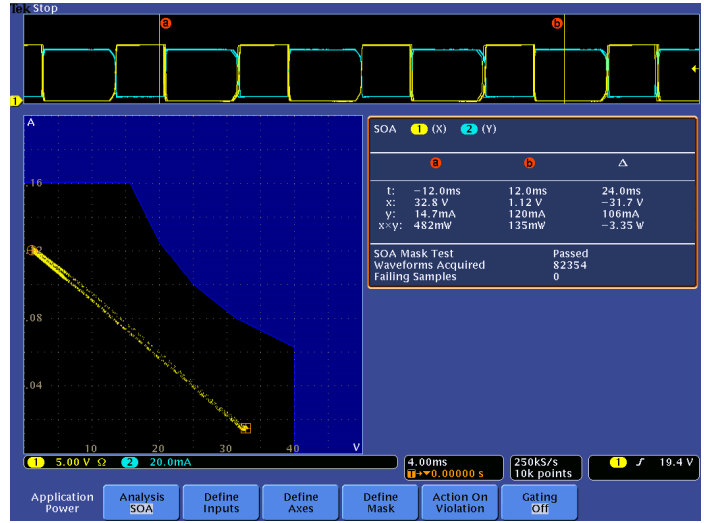 Tek Stop
a
b
1
A
.16
.12
.08
.04
10
20
30
40
V
SOA 1 (X) 2 (Y)
a b Δ
t: −12.0ms 12.0ms 24.0ms
x: 32.8 V 1.12 V −31.7 V
y: 14.7mA 120mA 106mA
x×y: 482mW 135mW −3.35 W
SOA Mask Test Passed
Waveforms Acquired 82354
Failing Samples 0
1 5.00 V Ω 2 20.0mA
4.00ms
T→▼0.00000 s
250kS/s
10k points
1 ʃ 19.4 V
Application Power
Analysis SOA
Define Inputs
Define Axes
Define Mask
Action On Violation
Gating Off